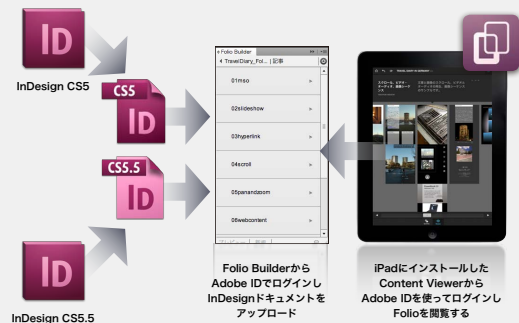 ID
InDesign CS5
CS5
ID
CS5.5
ID
ID
InDesign CS5.5
Folio Builder
TravelDiary_Fol... | 記事
01mso
02slideshow
03hyperlink
04scroll
05panandzoom
06webcontent
Folio Builderから
Adobe IDでログインし
InDesignドキュメントを
アップロード
iPadにインストールした
Content Viewerから
Adobe IDを使ってログインし
Folioを閲覧する